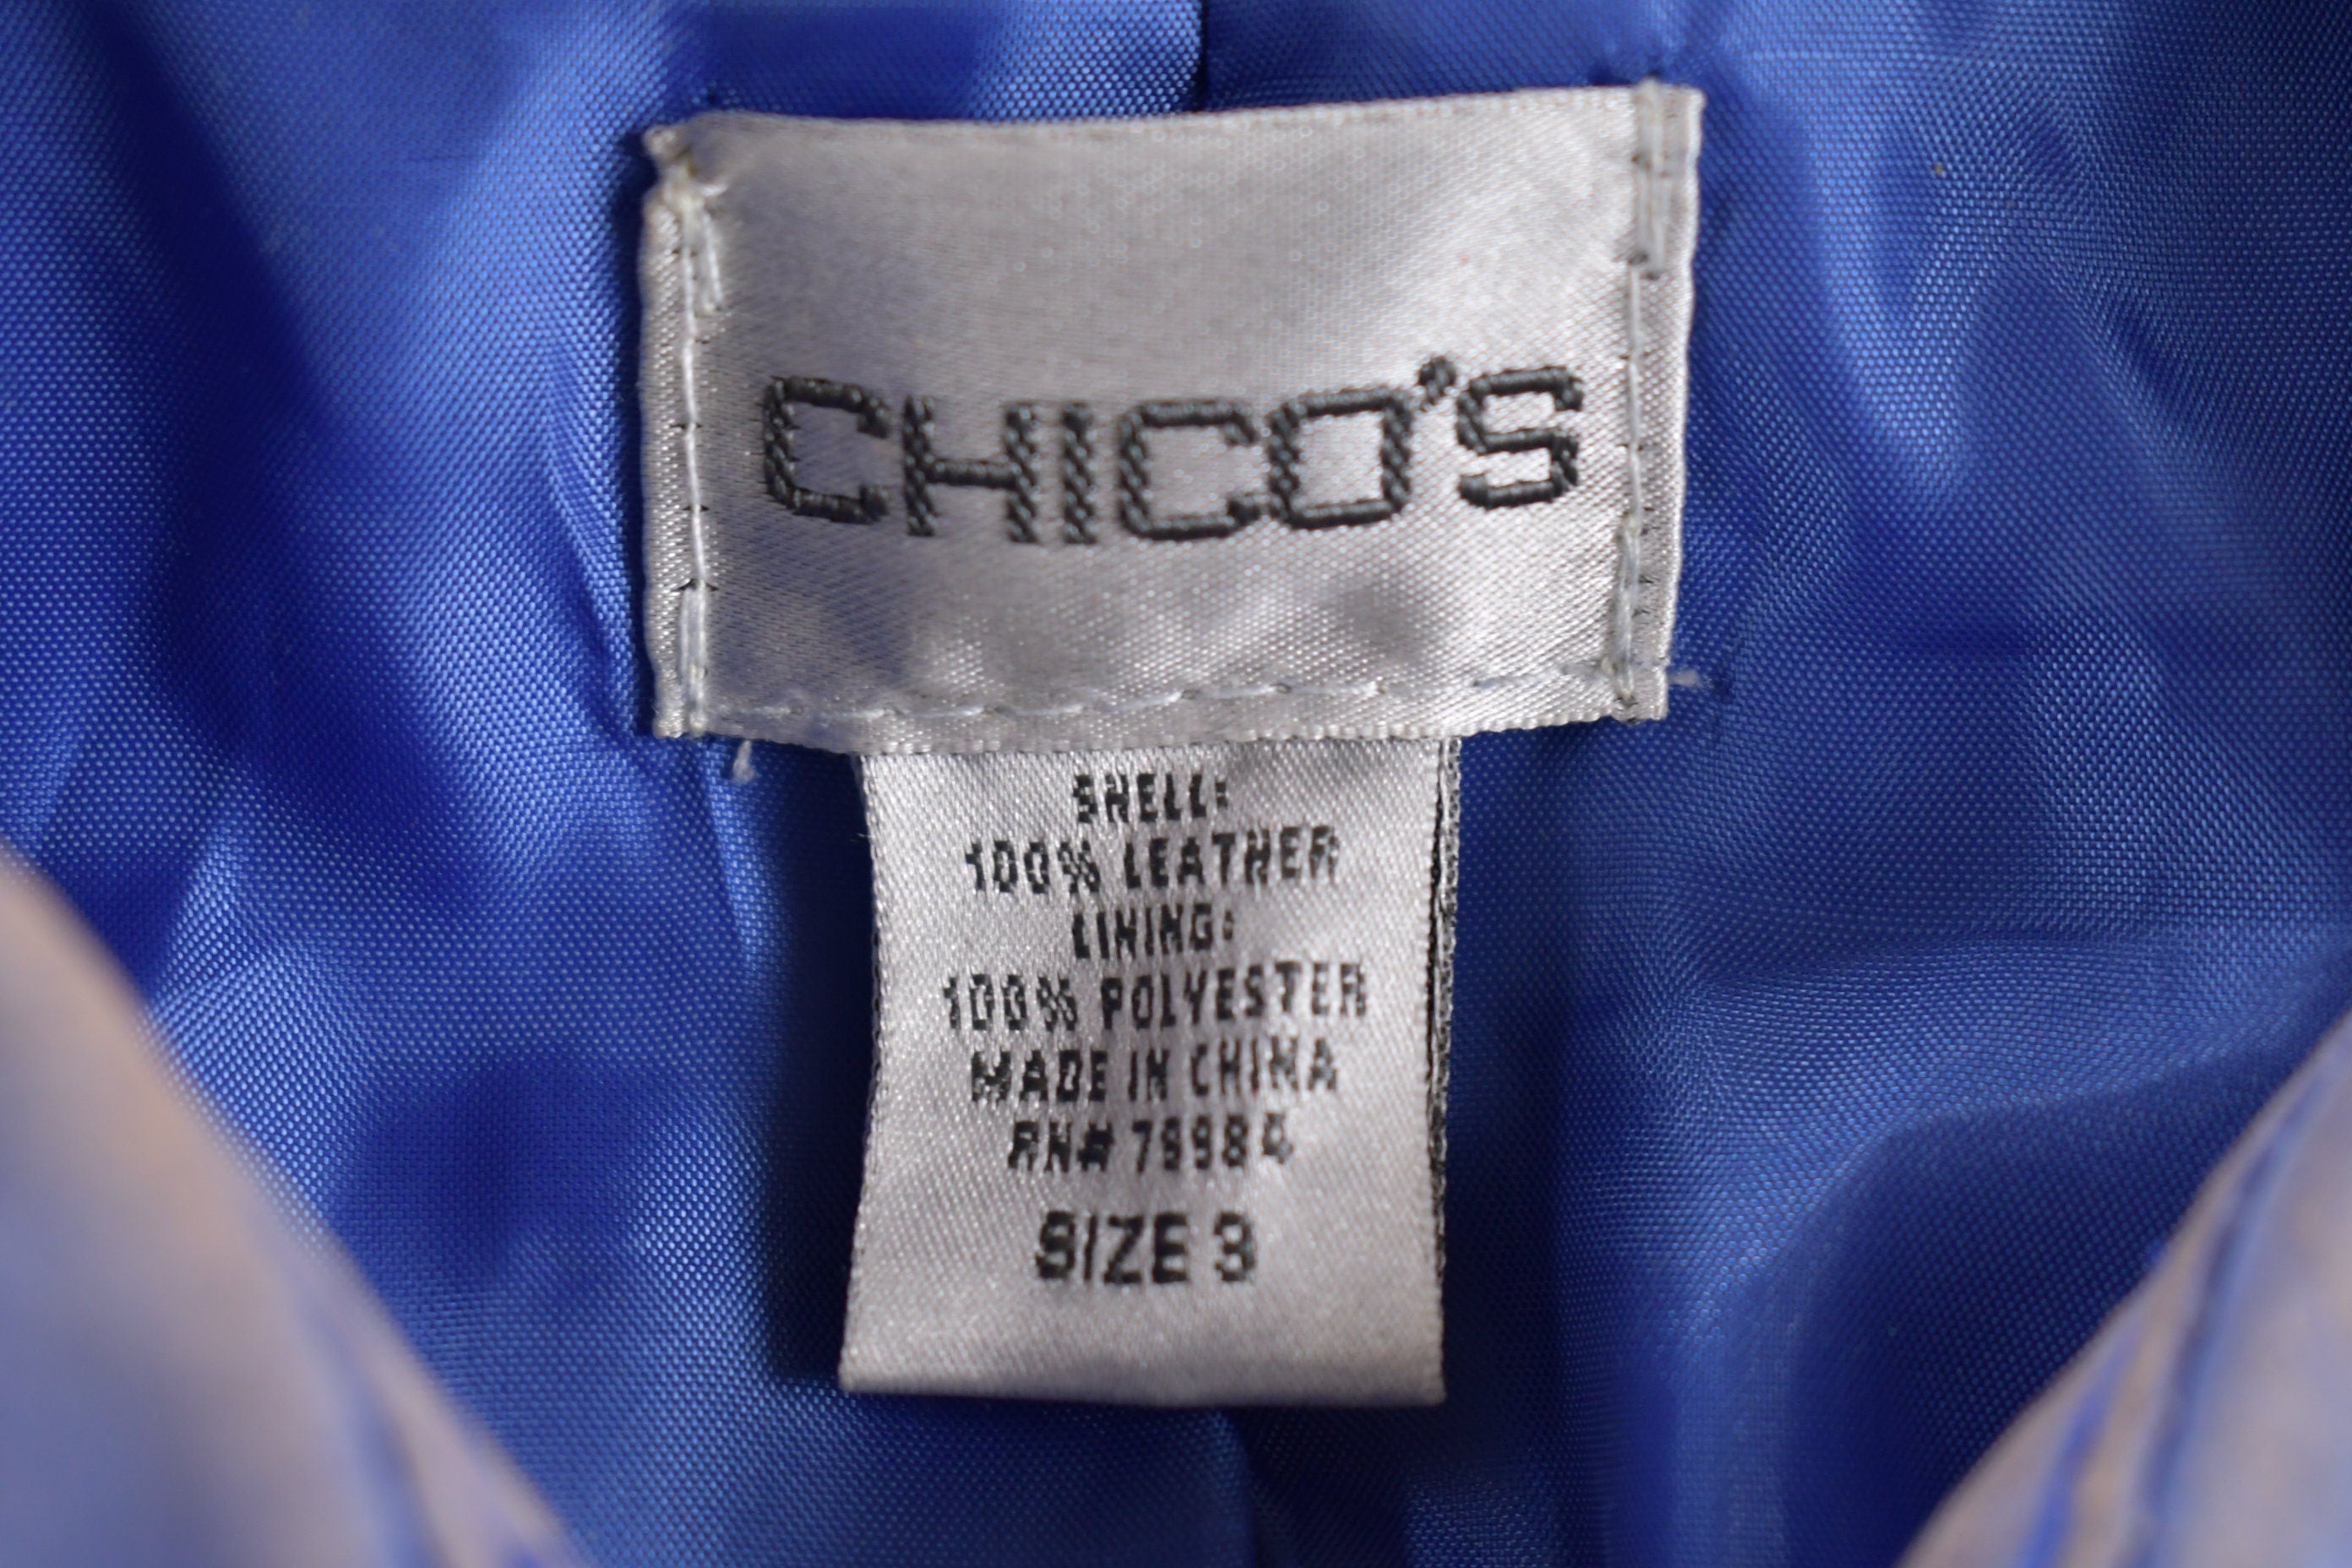 CHICO'S
SHELL:
100% LEATHER
LINING:
100% POLYESTER
MADE IN CHINA
RN# 79984
SIZE 3